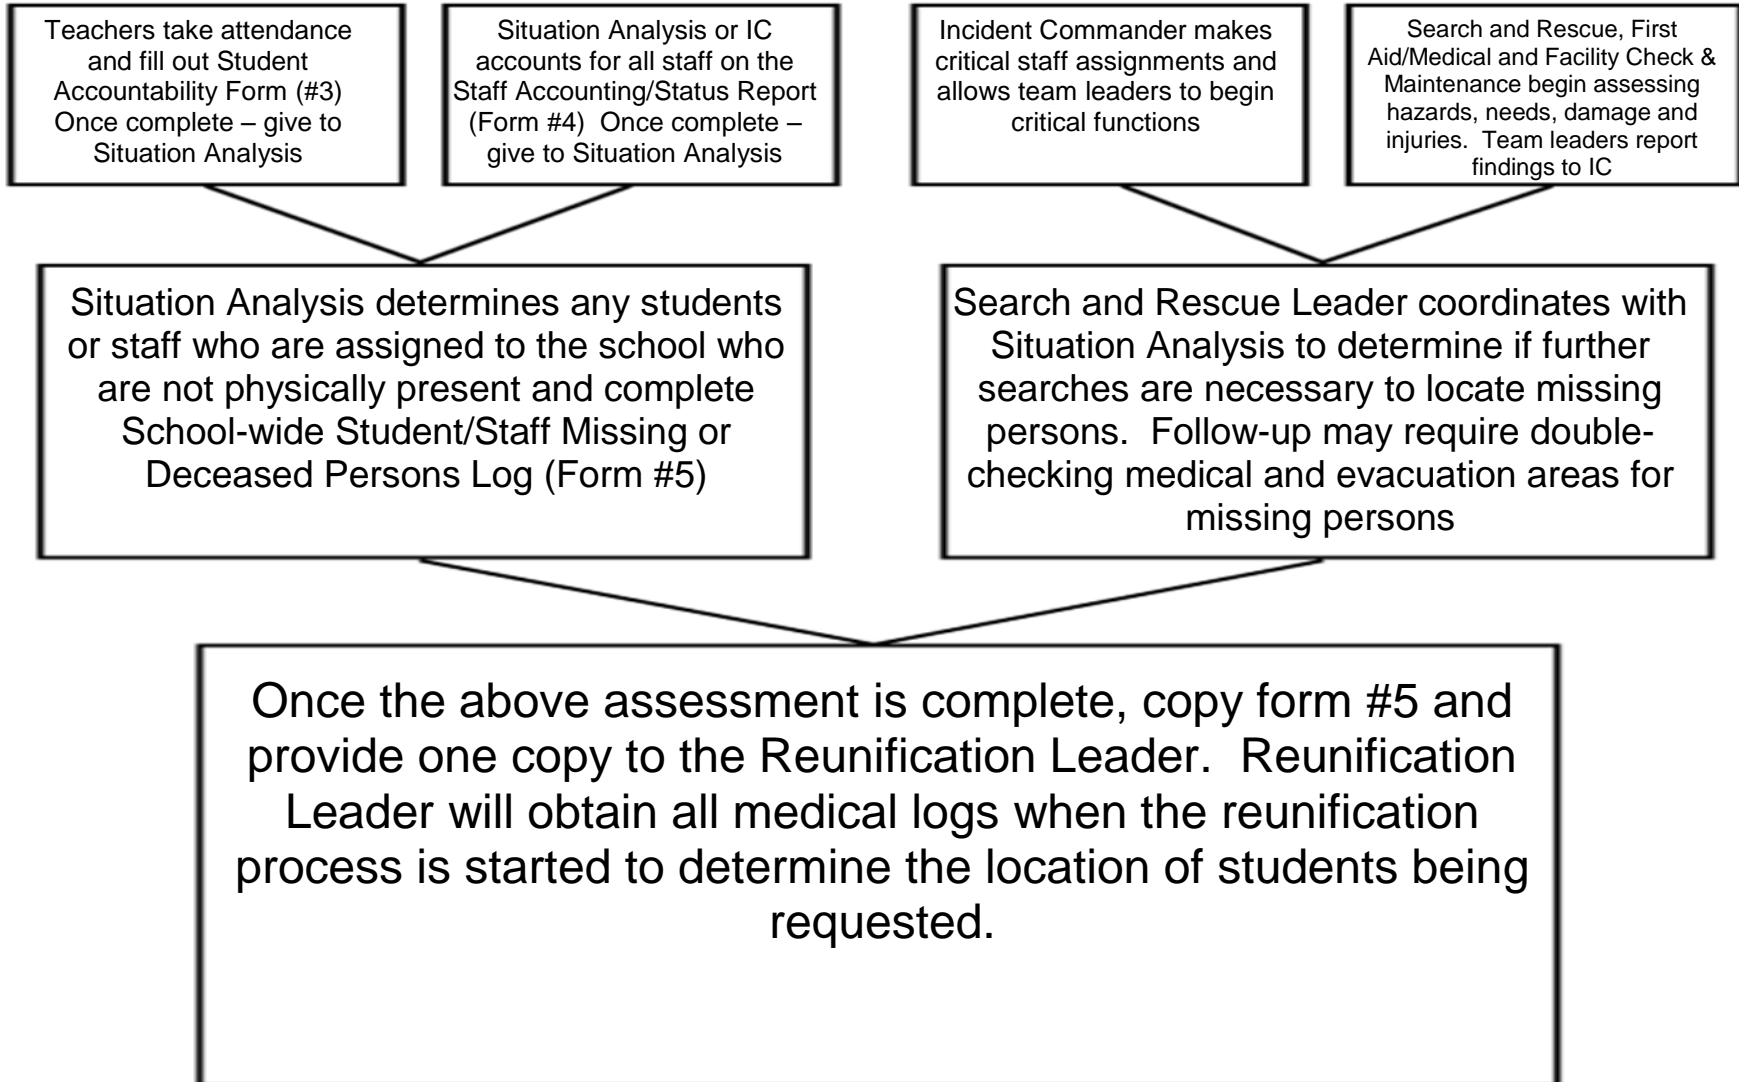 Teachers take attendance
and fill out Student
Accountability Form (#3)
Once complete – give to
Situation Analysis
Situation Analysis or IC
accounts for all staff on the
Staff Accounting/Status Report
(Form #4)  Once complete –
give to Situation Analysis
Incident Commander makes
critical staff assignments and
allows team leaders to begin
critical functions
Search and Rescue, First
Aid/Medical and Facility Check &
Maintenance begin assessing
hazards, needs, damage and
injuries.  Team leaders report
findings to IC
Situation Analysis determines any students
or staff who are assigned to the school who
are not physically present and complete
School-wide Student/Staff Missing or
Deceased Persons Log (Form #5)
Search and Rescue Leader coordinates with
Situation Analysis to determine if further
searches are necessary to locate missing
persons.  Follow-up may require double-
checking medical and evacuation areas for
missing persons
Once the above assessment is complete, copy form #5 and
provide one copy to the Reunification Leader.  Reunification
Leader will obtain all medical logs when the reunification
process is started to determine the location of students being
requested.